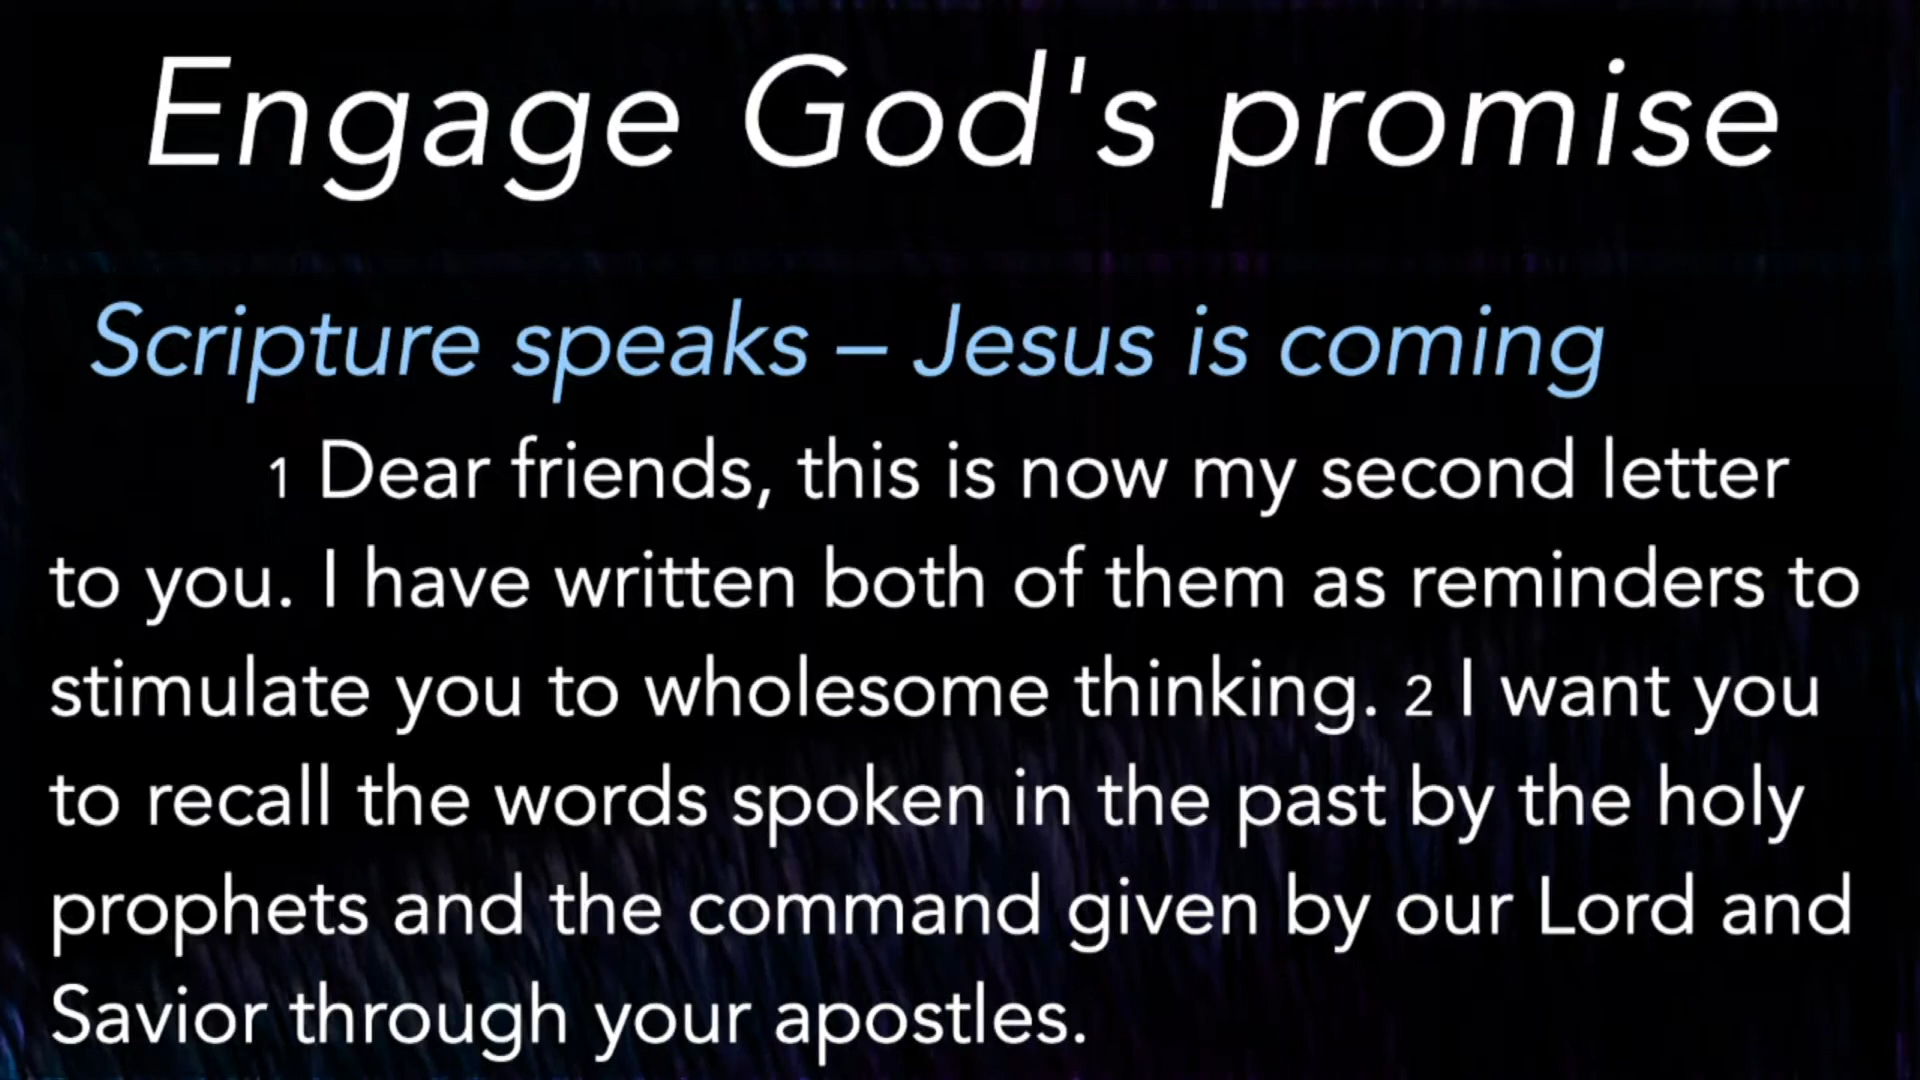 Engage God's promise
Scripture speaks – Jesus is coming
1 Dear friends, this is now my second letter
to you. I have written both of them as reminders to
stimulate you to wholesome thinking. 2 I want you
to recall the words spoken in the past by the holy
prophets and the command given by our Lord and
Savior through your apostles.